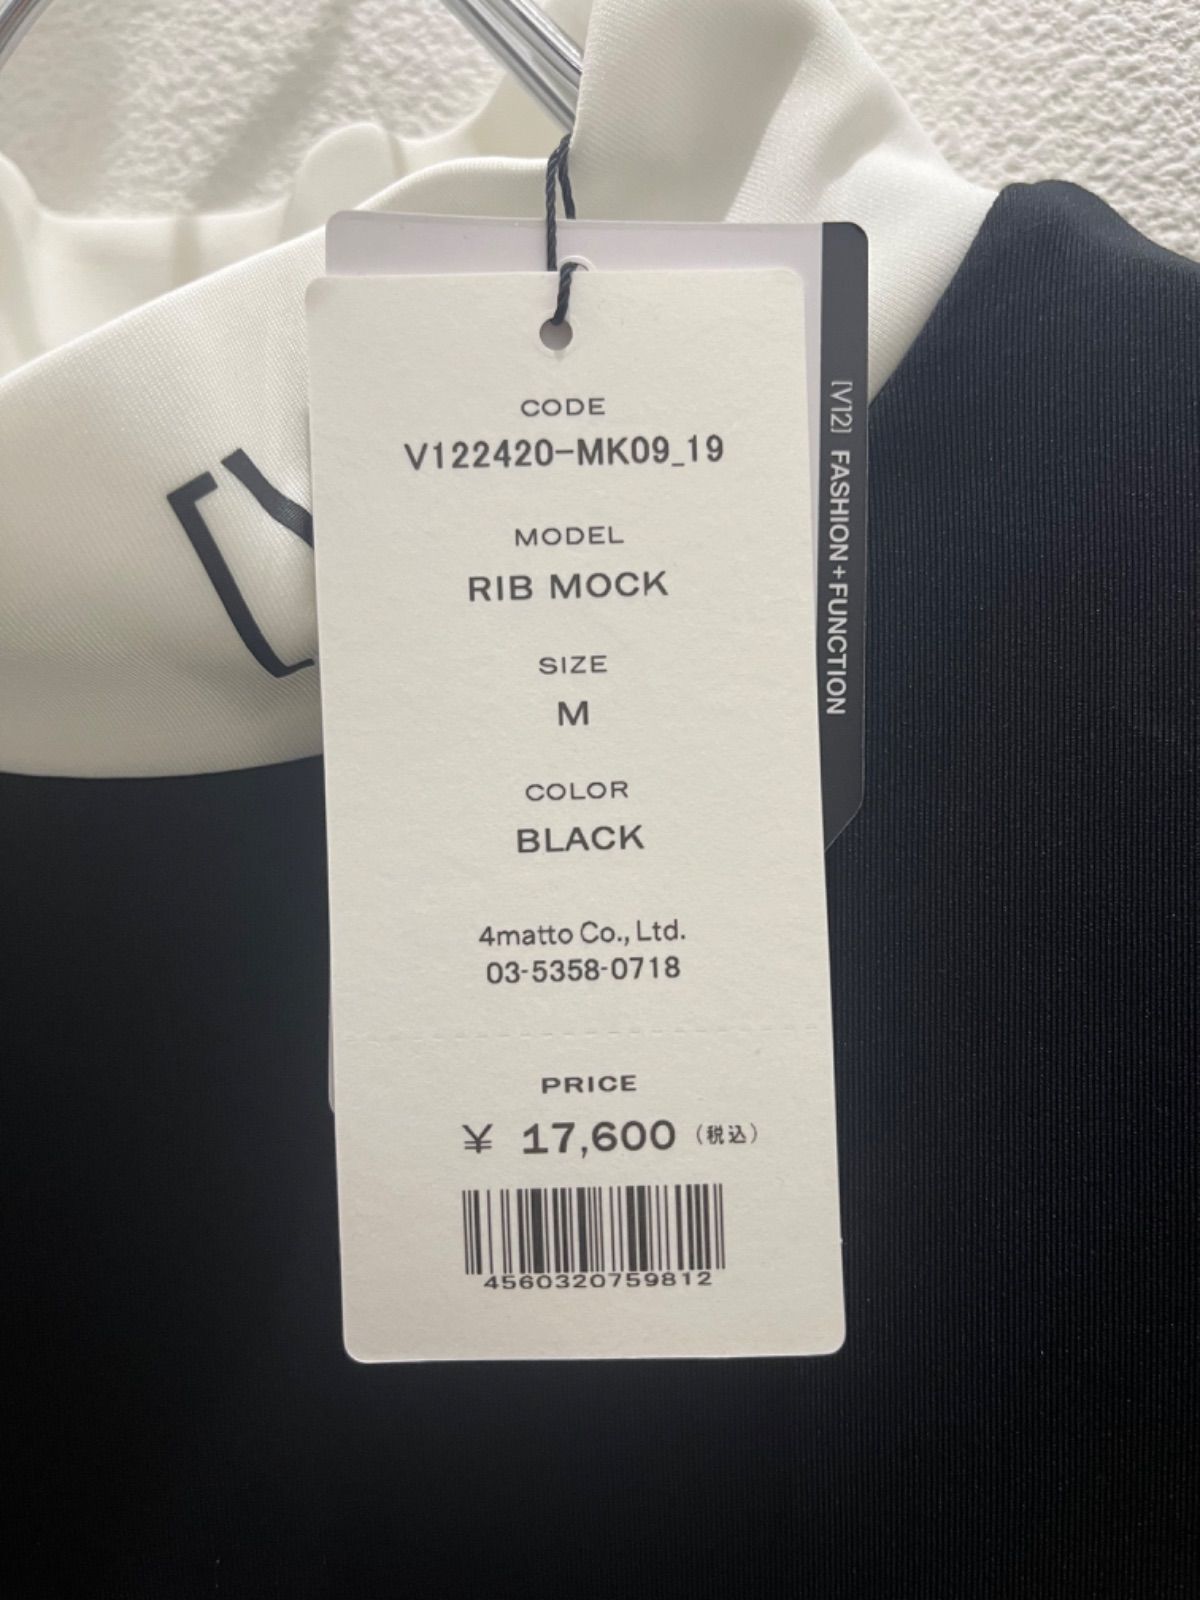 CODE
V122420-MK09_19
MODEL
RIB MOCK
SIZE
M
COLOR
BLACK
4matto Co., Ltd.
03-5358-0718
PRICE
¥ 17,600 (税込)
4560320759812
[V12] FASHION+FUNCTION